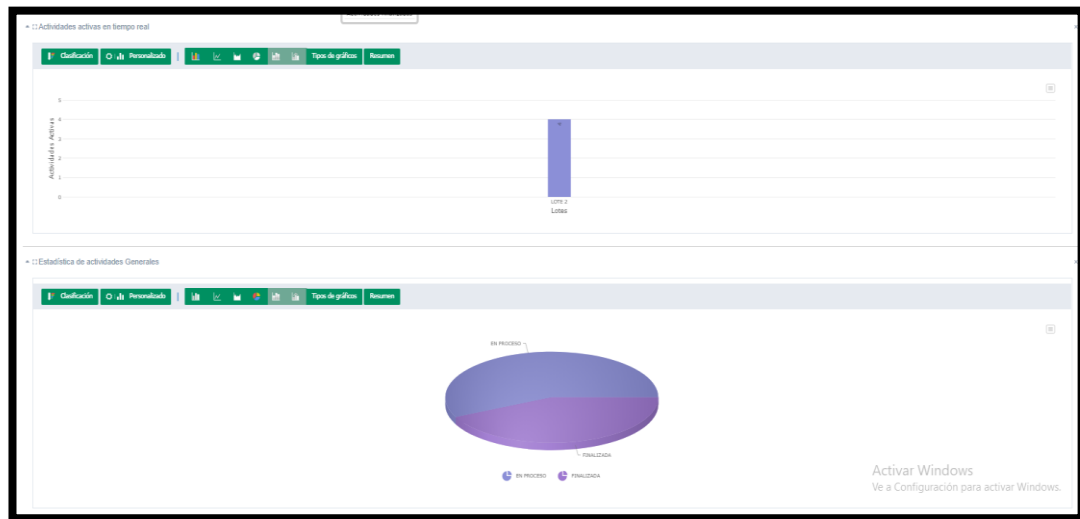 Actividades activas en tiempo real
Clasificación Personalizado Tipos de gráficos Resumen
5
4
3
2
1
0
Actividades Activas
4
LOTE 2
Lotes
Estadística de actividades Generales
Clasificación Personalizado Tipos de gráficos Resumen
EN PROCESO
FINALIZADA
EN PROCESO FINALIZADA
Activar Windows
Ve a Configuración para activar Windows.